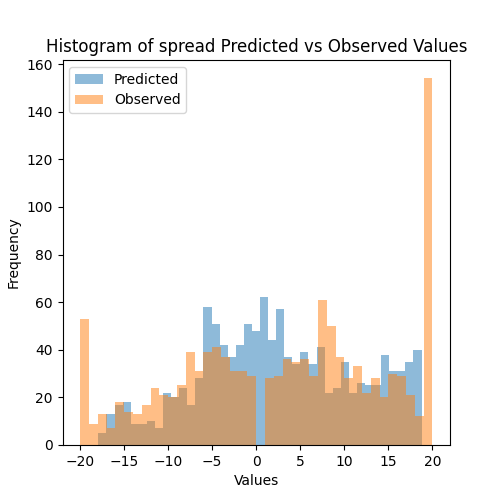 Histogram of spread Predicted vs Observed Values
Predicted
Observed
Frequency
160
140
120
100
80
60
40
20
0
−20 −15 −10 −5 0 5 10 15 20
Values